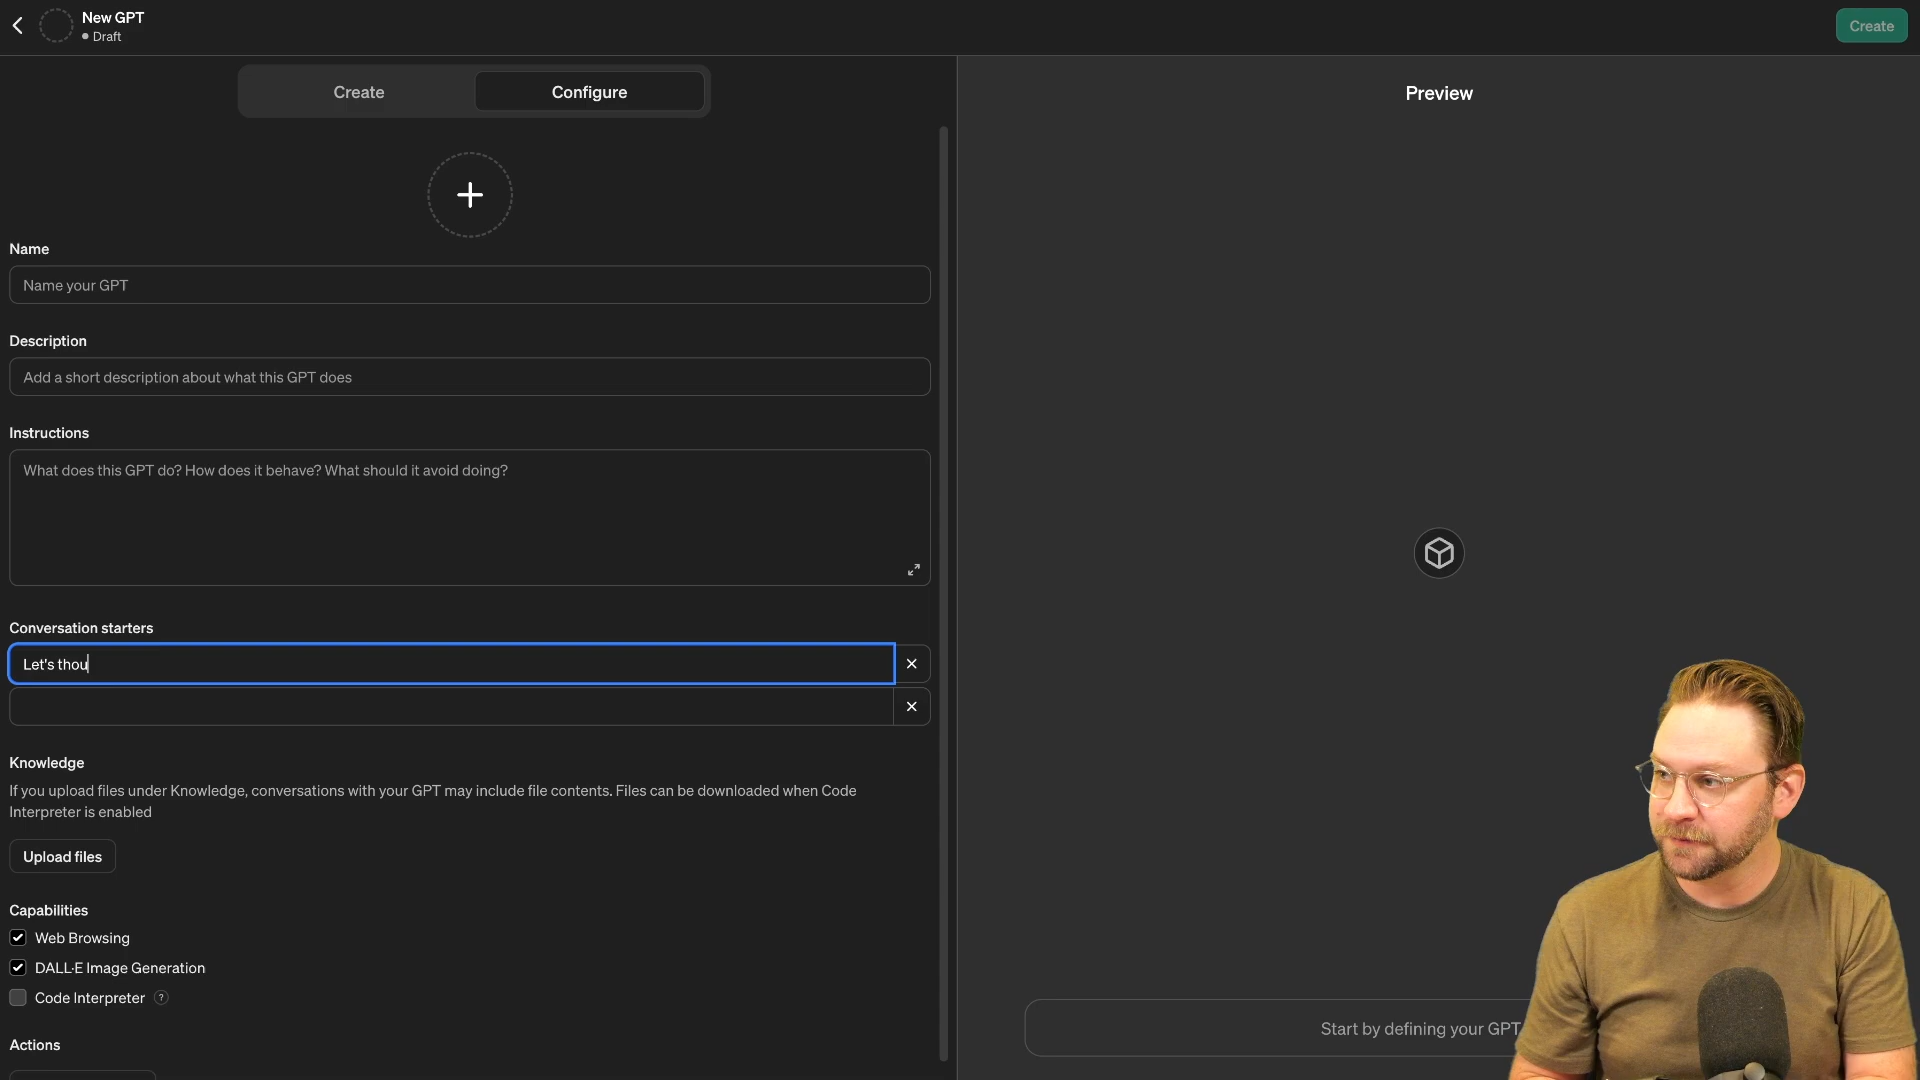 New GPT
Draft
Create
Create
Configure
Preview
Name
Name your GPT
Description
Add a short description about what this GPT does
Instructions
What does this GPT do? How does it behave? What should it avoid doing?
Conversation starters
Let's thou
Knowledge
If you upload files under Knowledge, conversations with your GPT may include file contents. Files can be downloaded when Code
Interpreter is enabled
Upload files
Capabilities
Web Browsing
DALL·E Image Generation
Code Interpreter ?
Actions
Start by defining your GPT